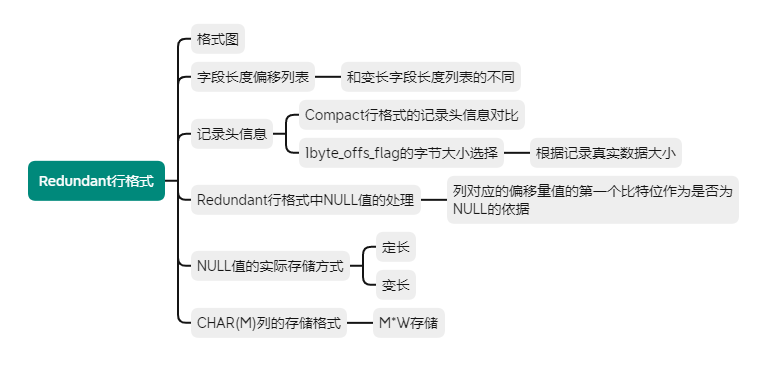 Redundant行格式
格式图
字段长度偏移列表
和变长字段长度列表的不同
记录头信息
Compact行格式的记录头信息对比
1byte_offs_flag的字节大小选择
根据记录真实数据大小
Redundant行格式中NULL值的处理
列对应的偏移量值的第一个比特位作为是否为
NULL的依据
NULL值的实际存储方式
定长
变长
CHAR(M)列的存储格式
M*W存储